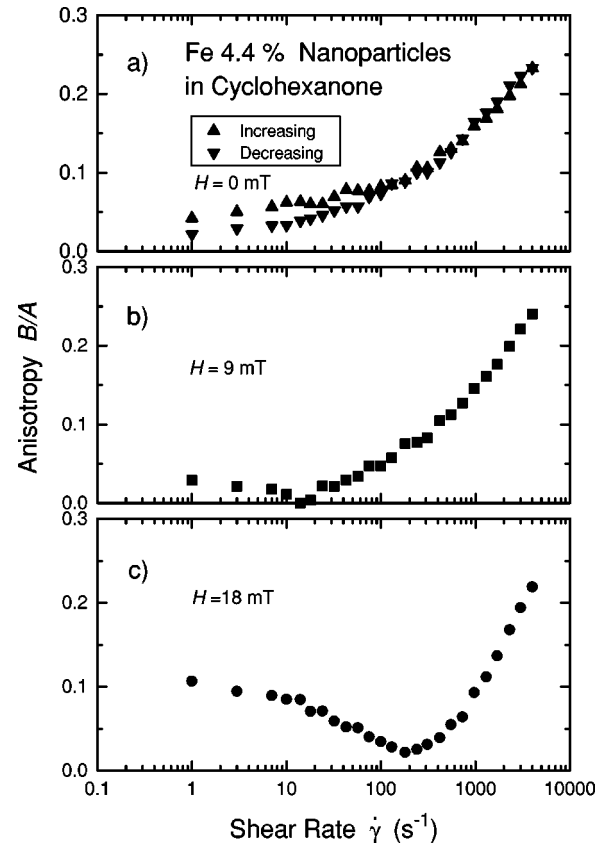 0.3
a)
Fe 4.4 % Nanoparticles
in Cyclohexanone
0.2
▲ Increasing
▼ Decreasing
0.1
H = 0 mT
0.0
0.3
b)
0.2
H = 9 mT
0.1
0.0
0.3
c)
0.2
H =18 mT
0.1
0.0
0.1 1 10 100 1000 10000
Anisotropy B/A
Shear Rate γ̇ (s⁻¹)